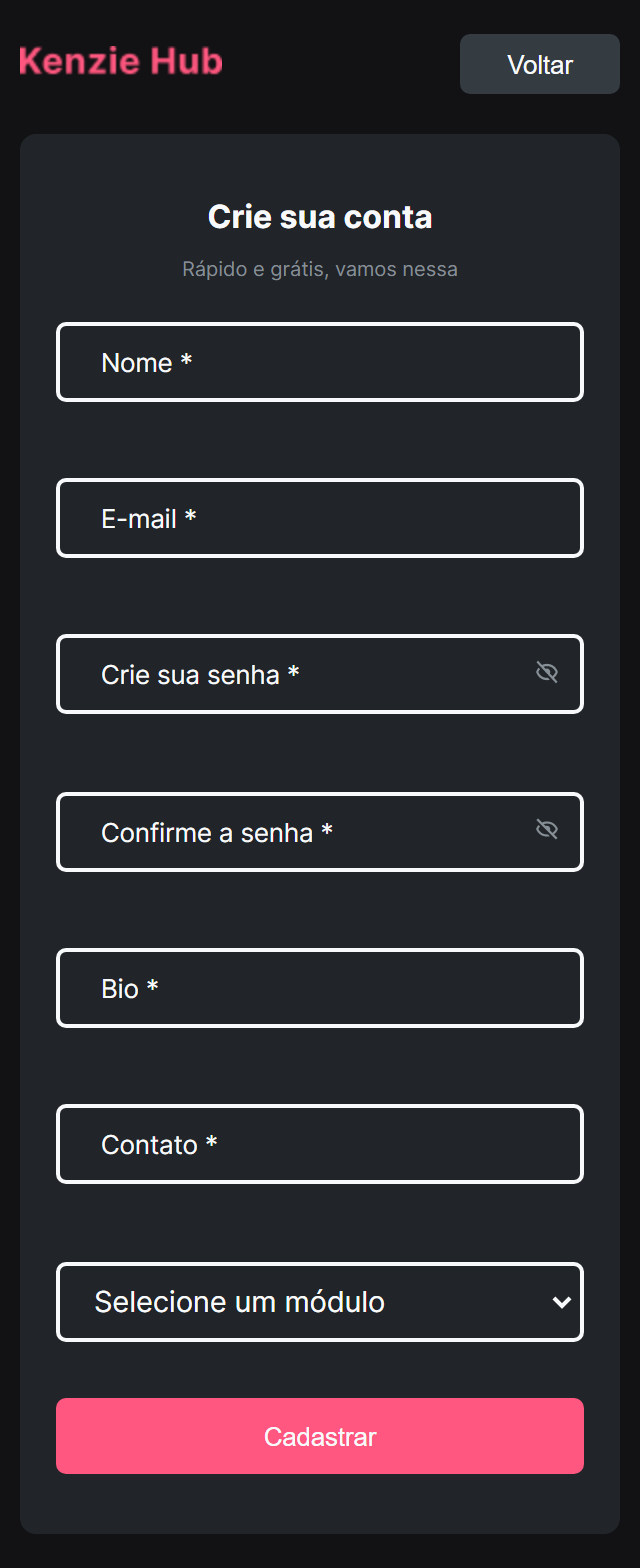 Kenzie Hub
Voltar
Crie sua conta
Rápido e grátis, vamos nessa
Nome *
E-mail *
Crie sua senha *
Confirme a senha *
Bio *
Contato *
Selecione um módulo
Cadastrar